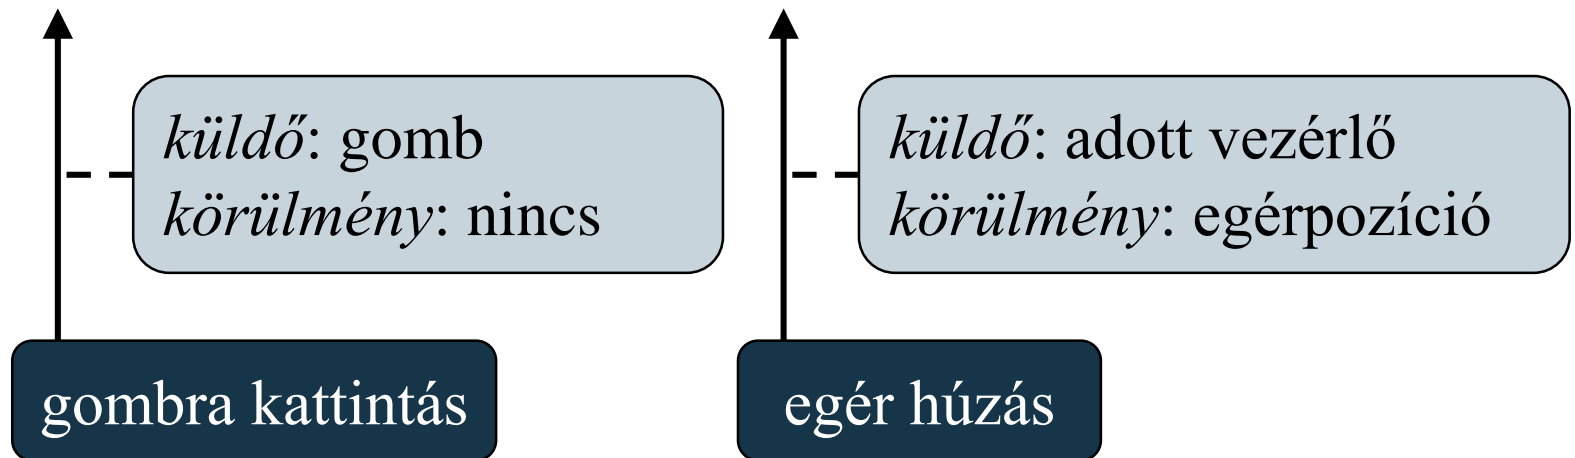 küldő: gomb
körülmény: nincs
gombra kattintás
küldő: adott vezérlő
körülmény: egérpozíció
egér húzás